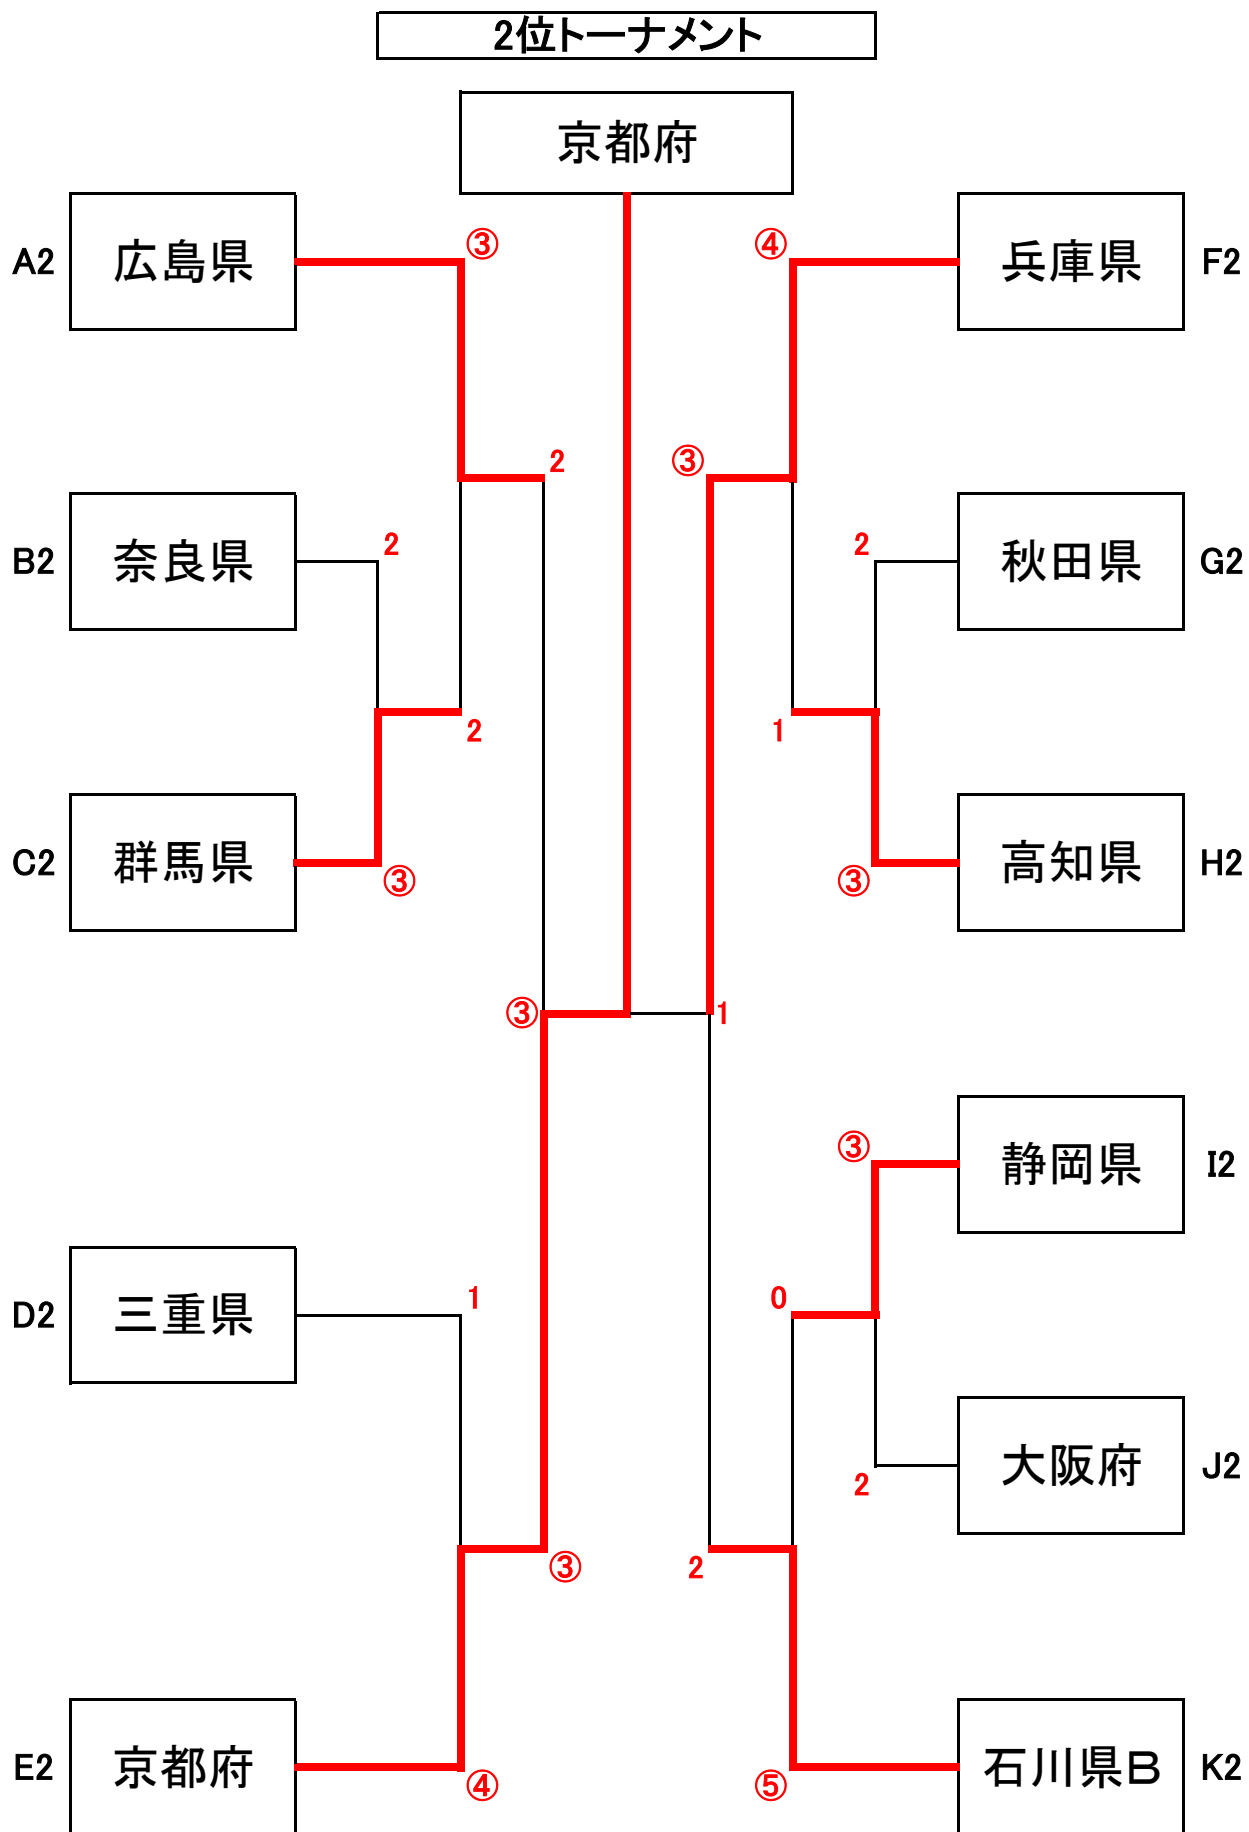 2位トーナメント
京都府
A2 広島県 ③ ④ 兵庫県 F2
2 ③
B2 奈良県 2 2 秋田県 G2
2 1
C2 群馬県 ③ ③ 高知県 H2
③ 1
③ 静岡県 I2
D2 三重県 1 0
2 大阪府 J2
③ 2
E2 京都府 ④ ⑤ 石川県B K2